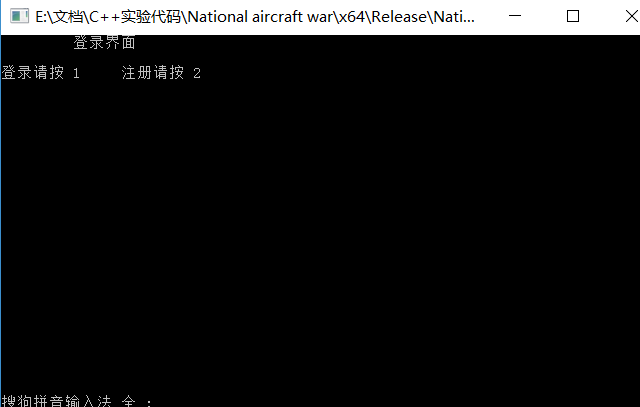 E:\文档\C++实验代码\National aircraft war\x64\Release\Nati...
登录界面
登录请按 1 注册请按 2
搜狗拼音输入法 全 :